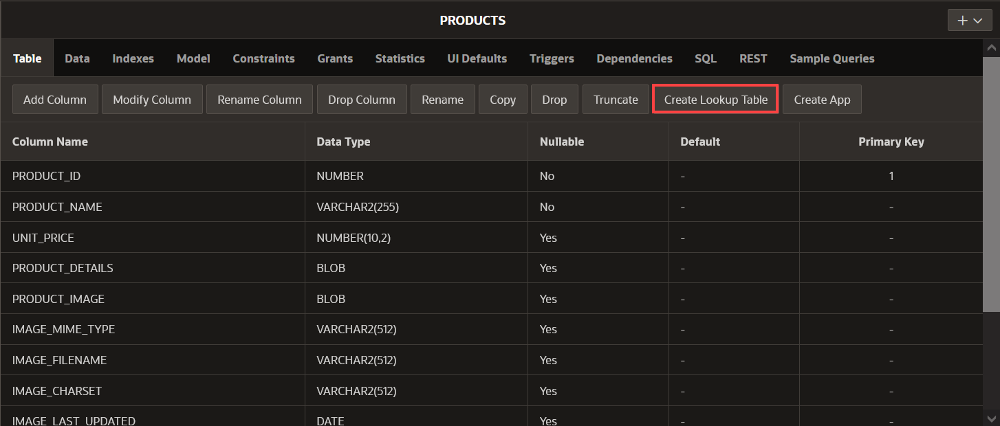 PRODUCTS
Table Data Indexes Model Constraints Grants Statistics UI Defaults Triggers Dependencies SQL REST Sample Queries
Add Column Modify Column Rename Column Drop Column Rename Copy Drop Truncate Create Lookup Table Create App
Column Name Data Type Nullable Default Primary Key
PRODUCT_ID NUMBER No - 1
PRODUCT_NAME VARCHAR2(255) No - -
UNIT_PRICE NUMBER(10,2) Yes - -
PRODUCT_DETAILS BLOB Yes - -
PRODUCT_IMAGE BLOB Yes - -
IMAGE_MIME_TYPE VARCHAR2(512) Yes - -
IMAGE_FILENAME VARCHAR2(512) Yes - -
IMAGE_CHARSET VARCHAR2(512) Yes - -
IMAGE_LAST_UPDATED DATE Yes - -